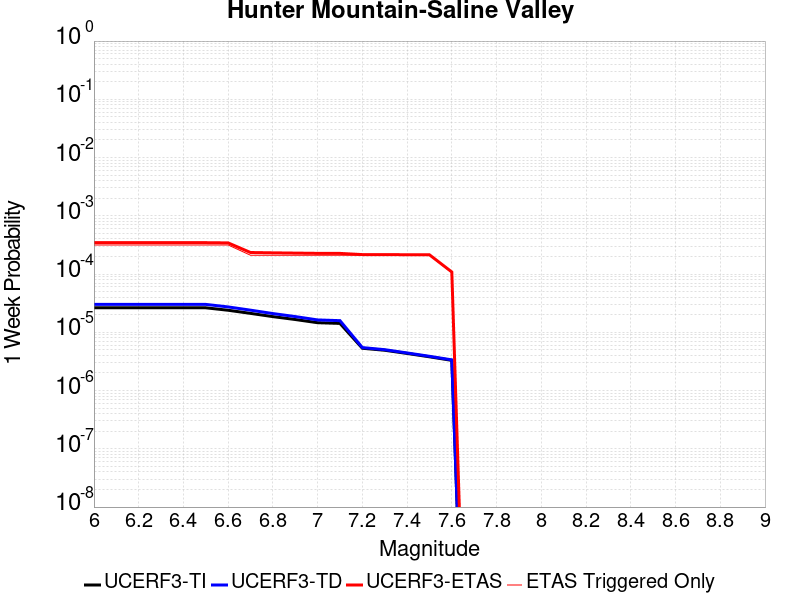 Hunter Mountain-Saline Valley
10^0
10^-1
10^-2
10^-3
10^-4
10^-5
10^-6
10^-7
10^-8
1 Week Probability
6 6.2 6.4 6.6 6.8 7 7.2 7.4 7.6 7.8 8 8.2 8.4 8.6 8.8 9
Magnitude
UCERF3-TI UCERF3-TD UCERF3-ETAS ETAS Triggered Only